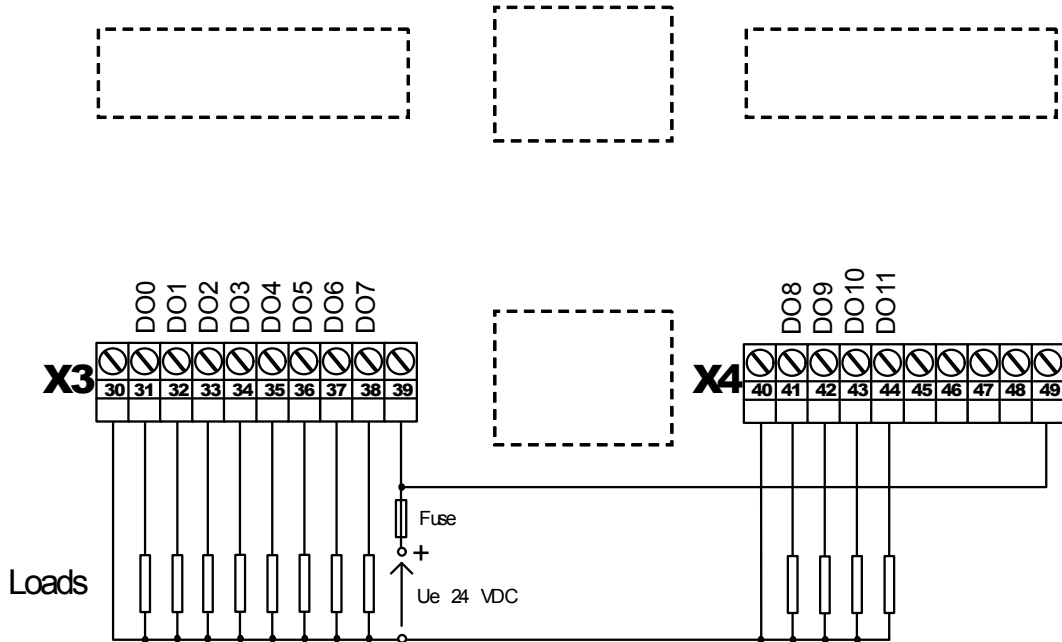 DO0 DO1 DO2 DO3 DO4 DO5 DO6 DO7
DO8 DO9 DO10 DO11
X3 30 31 32 33 34 35 36 37 38 39
X4 40 41 42 43 44 45 46 47 48 49
Fuse
+
Loads
Ue 24 VDC